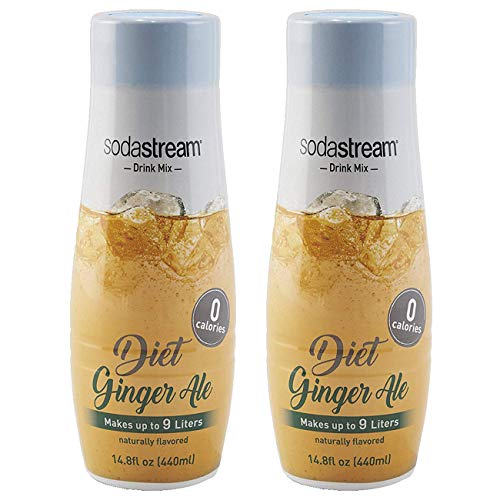 sodastream®
— Drink Mix —
0
calories
Diet
Ginger Ale
Makes up to 9 Liters
naturally flavored
14.8fl oz (440ml)
sodastream®
— Drink Mix —
0
calories
Diet
Ginger Ale
Makes up to 9 Liters
naturally flavored
14.8fl oz (440ml)